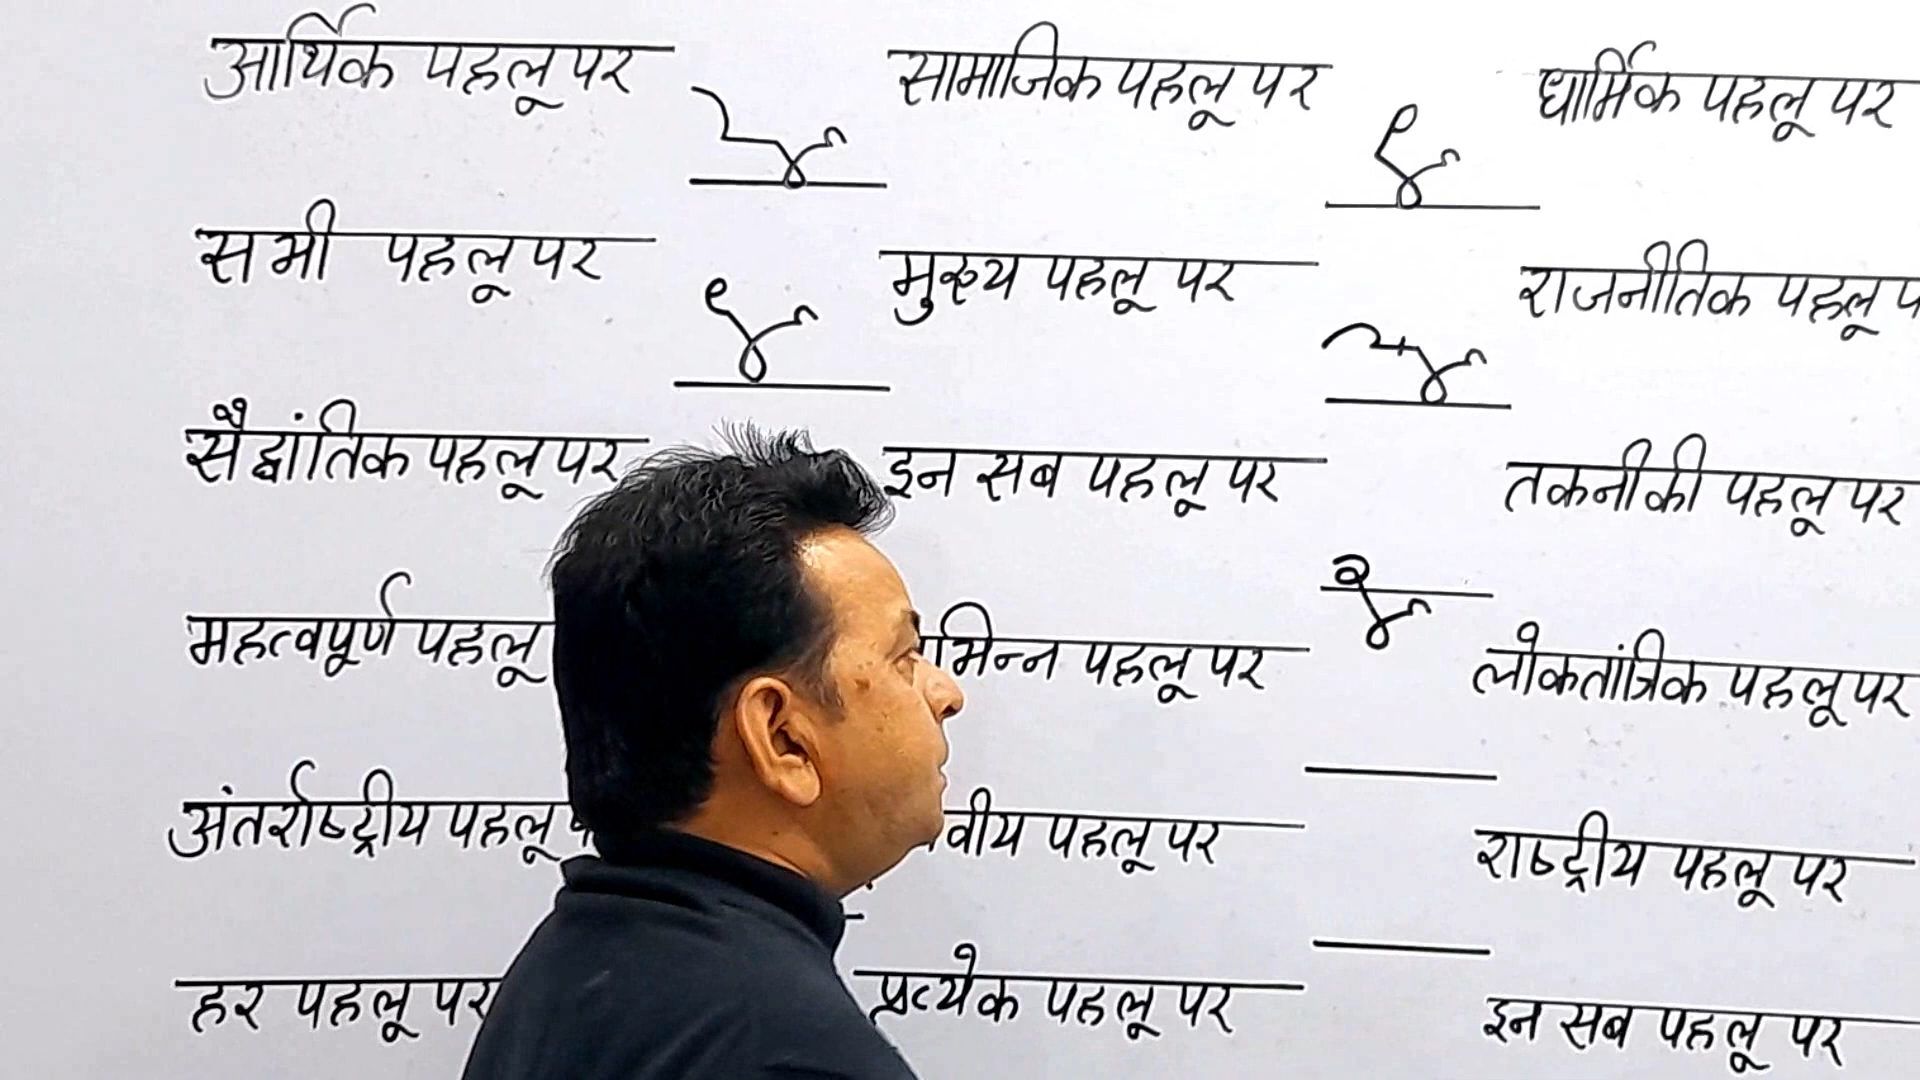 आर्थिक पहलू पर सामाजिक पहलू पर धार्मिक पहलू पर
सभी पहलू पर मुख्य पहलू पर राजनीतिक पहलू
सैद्धांतिक पहलू पर इन सब पहलू पर तकनीकी पहलू पर
महत्वपूर्ण पहलू पहलू पर लोकतांत्रिक पहलू पर
अंतर्राष्ट्रीय पहलू पहलू पर राष्ट्रीय पहलू पर
हर पहलू पर प्रत्येक पहलू पर इन सब पहलू पर